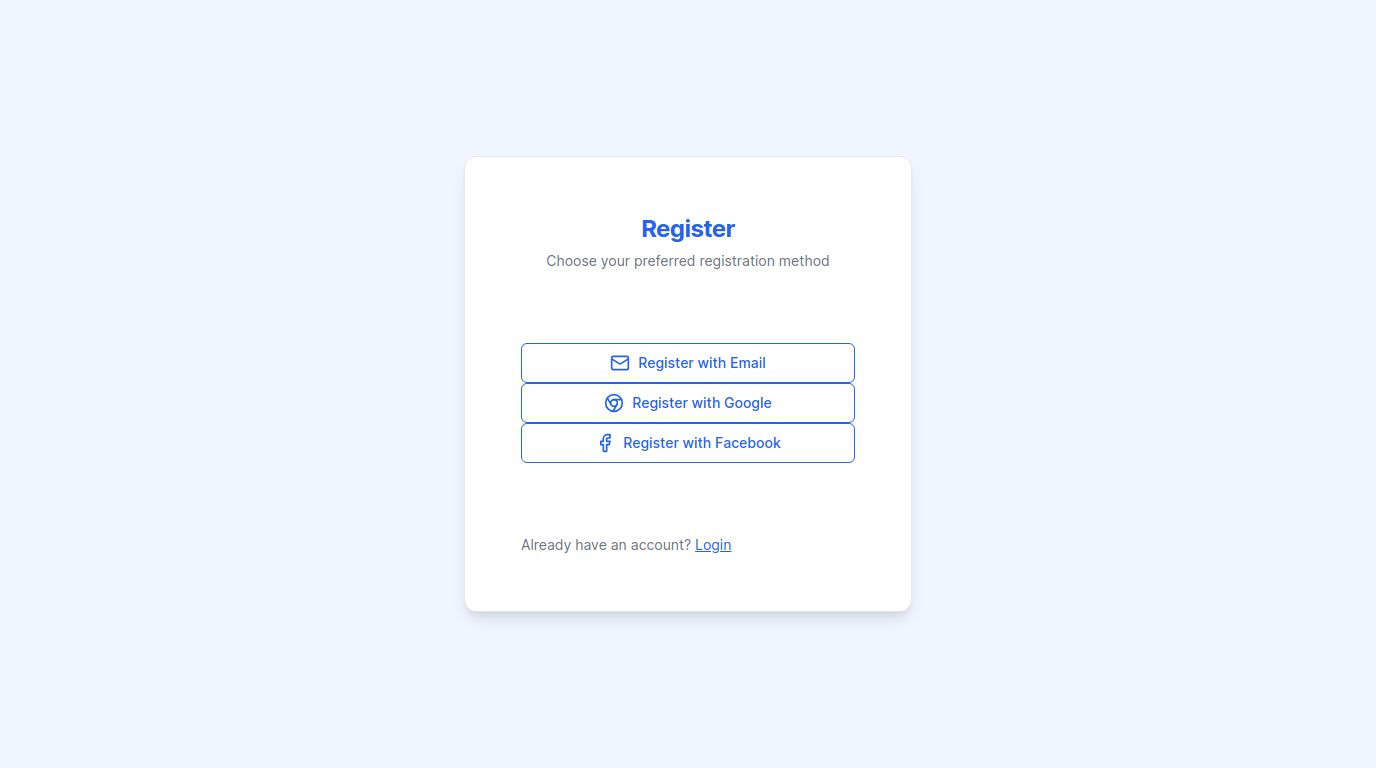 Register
Choose your preferred registration method
Register with Email
Register with Google
Register with Facebook
Already have an account? Login